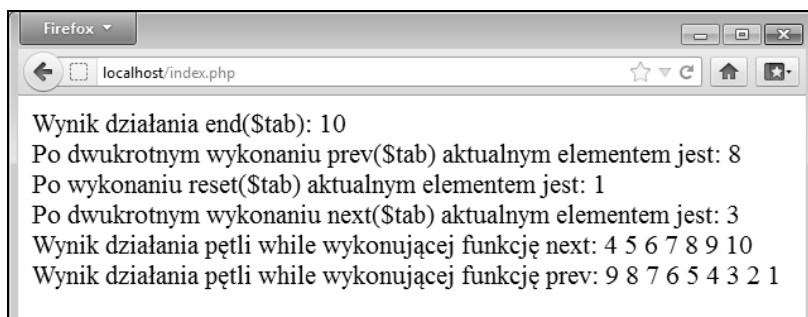 Firefox
localhost/index.php
Wynik działania end($tab): 10
Po dwukrotnym wykonaniu prev($tab) aktualnym elementem jest: 8
Po wykonaniu reset($tab) aktualnym elementem jest: 1
Po dwukrotnym wykonaniu next($tab) aktualnym elementem jest: 3
Wynik działania pętli while wykonującej funkcję next: 4 5 6 7 8 9 10
Wynik działania pętli while wykonującej funkcję prev: 9 8 7 6 5 4 3 2 1